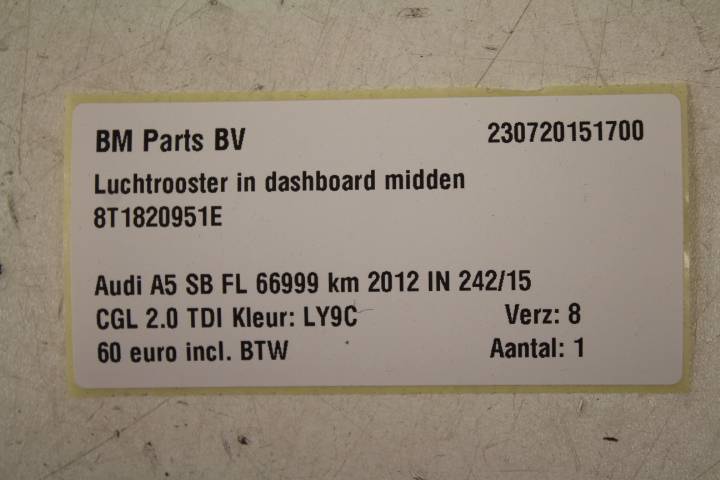 BM Parts BV 230720151700
Luchtrooster in dashboard midden
8T1820951E
Audi A5 SB FL 66999 km 2012 IN 242/15
CGL 2.0 TDI Kleur: LY9C Verz: 8
60 euro incl. BTW Aantal: 1